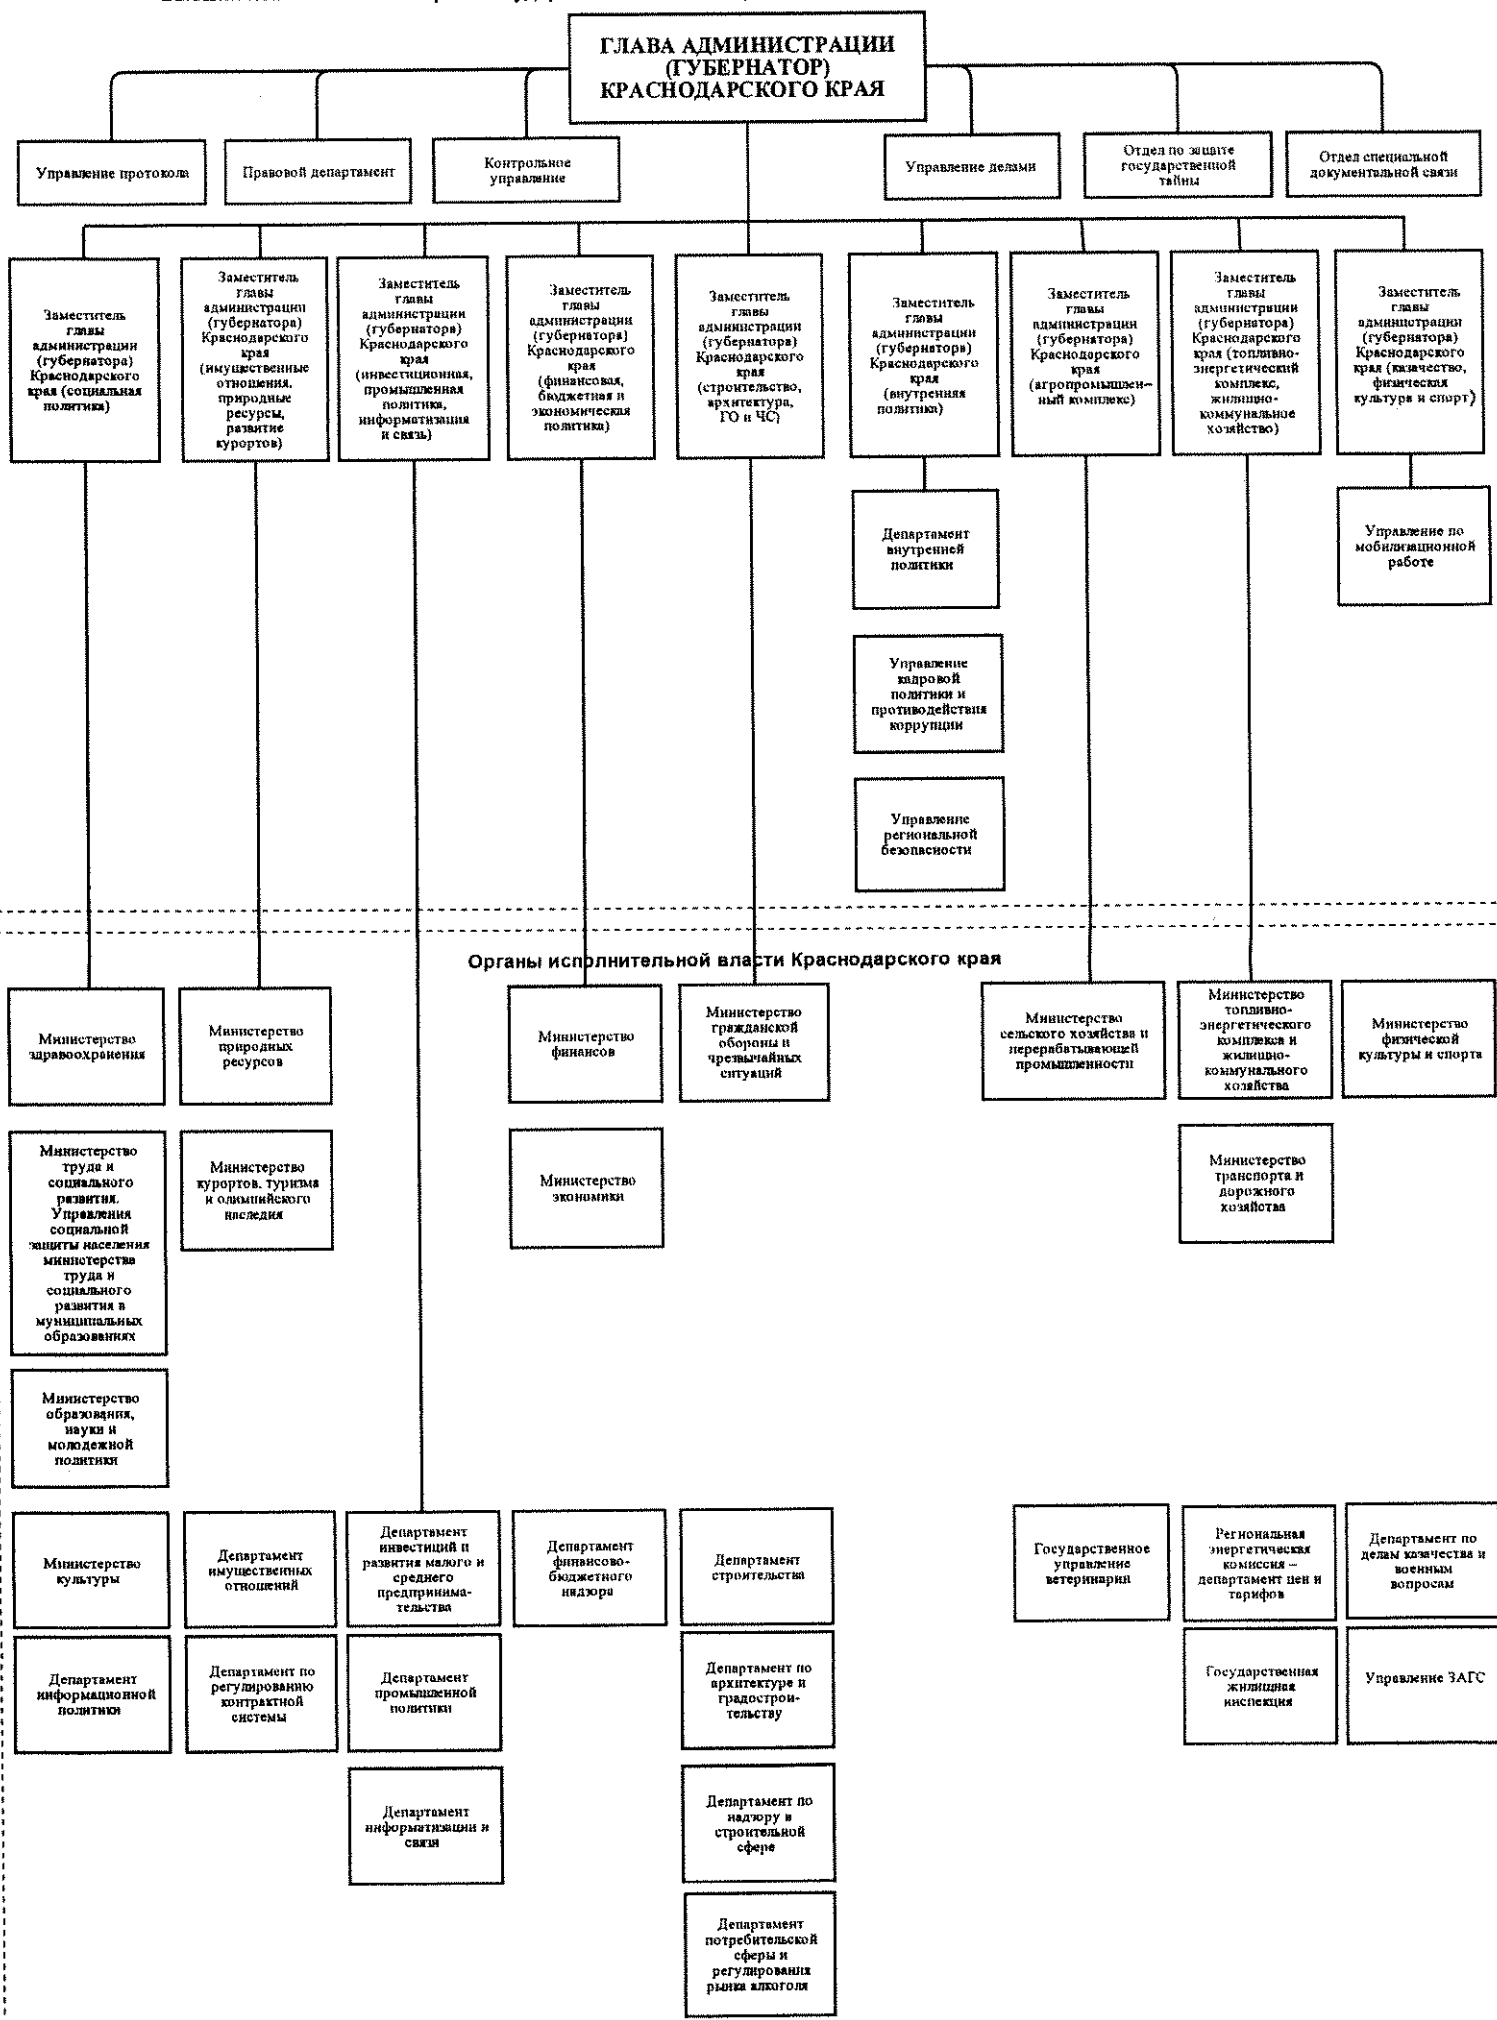 ГЛАВА АДМИНИСТРАЦИИ
(ГУБЕРНАТОР)
КРАСНОДАРСКОГО КРАЯ
Управление протокола
Правовой департамент
Контрольное
управление
Управление делами
Отдел по защите
государственной
тайны
Отдел специальной
документальной связи
Заместитель
главы
администрации
(губернатора)
Краснодарского
края (социальная
политика)
Заместитель
главы
администрации
(губернатора)
Краснодарского
края
(имущественные
отношения,
природные
ресурсы,
развитие
курортов)
Заместитель
главы
администрации
(губернатора)
Краснодарского
края
(инвестиционная,
промышленная
политика,
информатизация
и связь)
Заместитель
главы
администрации
(губернатора)
Краснодарского
края
(финансовая,
бюджетная и
экономическая
политика)
Заместитель
главы
администрации
(губернатора)
Краснодарского
края
(строительство,
архитектура,
ГО и ЧС)
Заместитель
главы
администрации
(губернатора)
Краснодарского
края
(внутренняя
политика)
Заместитель
главы
администрации
(губернатора)
Краснодарского
края
(агропромышлен-
ный комплекс)
Заместитель
главы
администрации
(губернатора)
Краснодарского
края (топливно-
энергетический
комплекс,
жилищно-
коммунальное
хозяйство)
Заместитель
главы
администрации
(губернатора)
Краснодарского
края (казачество,
физическая
культура и спорт)
Департамент
внутренней
политики
Управление по
мобилизационной
работе
Управление
кадровой
политики и
противодействия
коррупции
Управление
региональной
безопасности
Органы исполнительной власти Краснодарского края
Министерство
здравоохранения
Министерство
природных
ресурсов
Министерство
финансов
Министерство
гражданской
обороны и
чрезвычайных
ситуаций
Министерство
сельского хозяйства и
перерабатывающей
промышленности
Министерство
топливно-
энергетического
комплекса и
жилищно-
коммунального
хозяйства
Министерство
физической
культуры и спорта
Министерство
труда и
социального
развития.
Управления
социальной
защиты населения
министерства
труда и
социального
развития в
муниципальных
образованиях
Министерство
курортов, туризма
и олимпийского
наследия
Министерство
экономики
Министерство
транспорта и
дорожного
хозяйства
Министерство
образования,
науки и
молодежной
политики
Министерство
культуры
Департамент
имущественных
отношений
Департамент
инвестиций и
развития малого и
среднего
предпринима-
тельства
Департамент
финансово-
бюджетного
надзора
Департамент
строительства
Государственное
управление
ветеринарии
Региональная
энергетическая
комиссия –
департамент цен и
тарифов
Департамент по
делам казачества и
военным
вопросам
Департамент
информационной
политики
Департамент по
регулированию
контрактной
системы
Департамент
промышленной
политики
Департамент по
архитектуре и
градострои-
тельству
Государственная
жилищная
инспекция
Управление ЗАГС
Департамент
информатизации и
связи
Департамент по
надзору в
строительной
сфере
Департамент
потребительской
сферы и
регулирования
рынка алкоголя